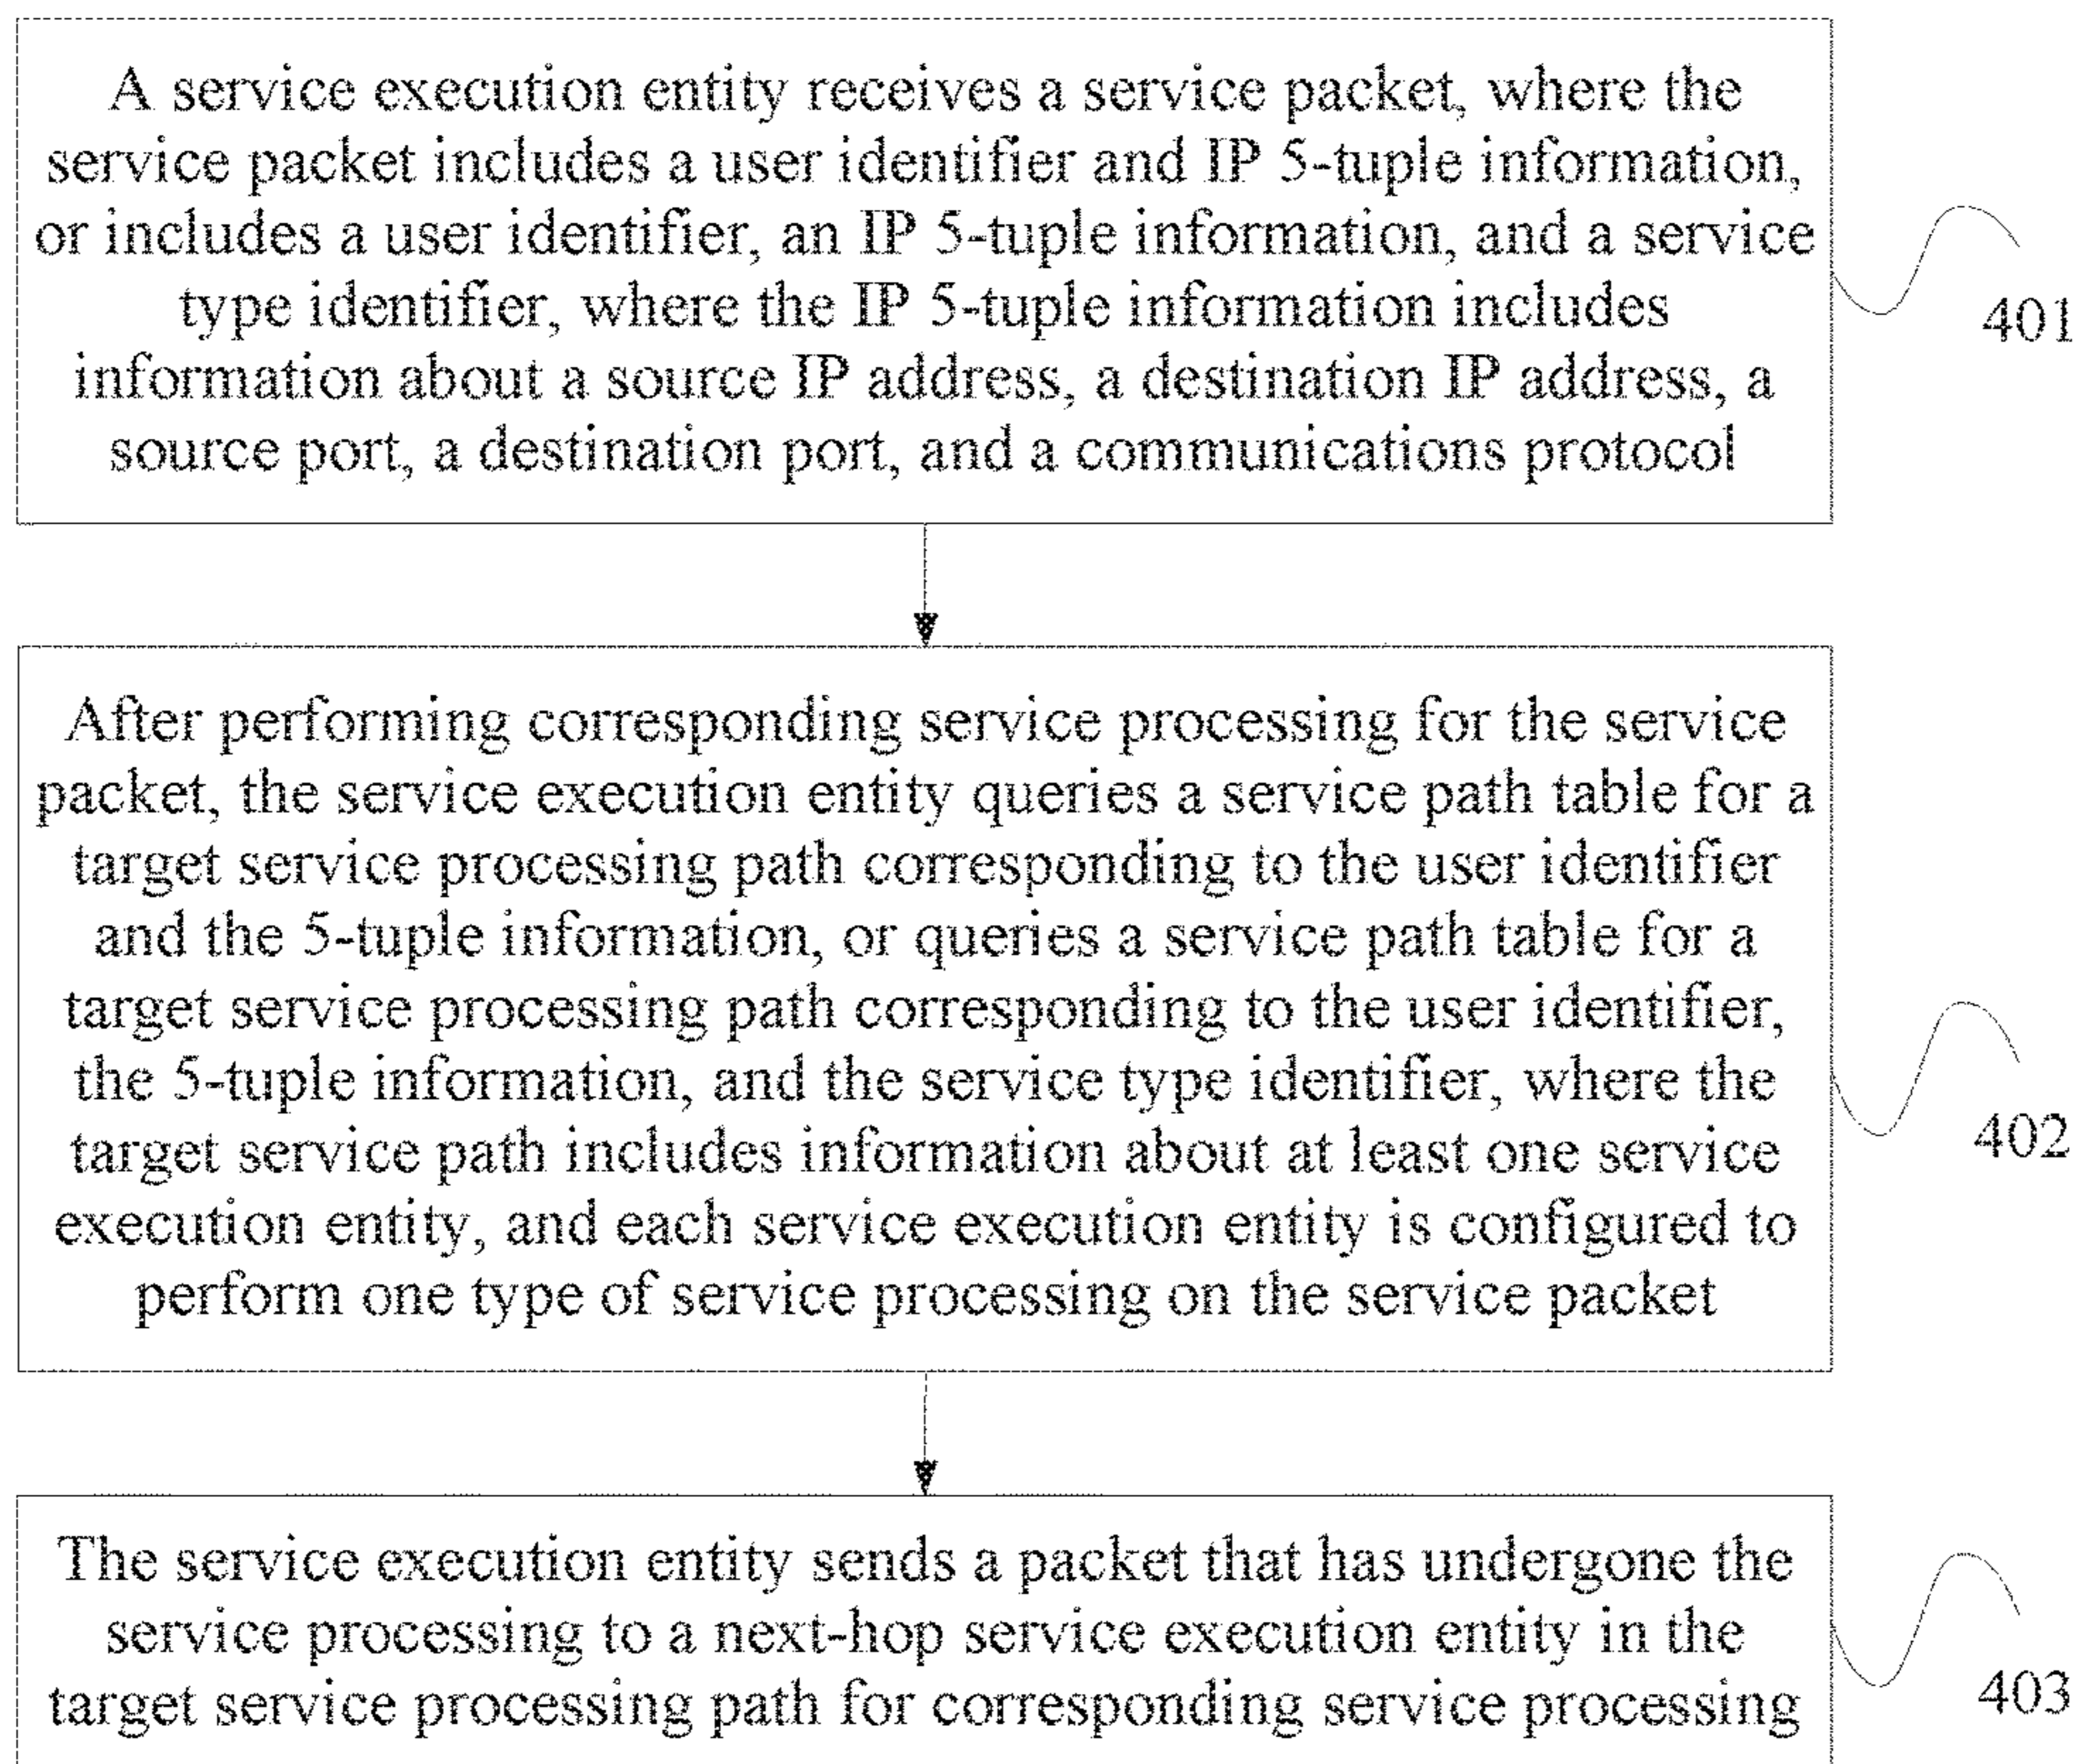 A service execution entity receives a service packet, where the
service packet includes a user identifier and IP 5-tuple information,
or includes a user identifier, an IP 5-tuple information, and a service
type identifier, where the IP 5-tuple information includes
information about a source IP address, a destination IP address, a
source port, a destination port, and a communications protocol
401
After performing corresponding service processing for the service
packet, the service execution entity queries a service path table for a
target service processing path corresponding to the user identifier
and the 5-tuple information, or queries a service path table for a
target service processing path corresponding to the user identifier,
the 5-tuple information, and the service type identifier, where the
target service path includes information about at least one service
execution entity, and each service execution entity is configured to
perform one type of service processing on the service packet
402
The service execution entity sends a packet that has undergone the
service processing to a next-hop service execution entity in the
target service processing path for corresponding service processing
403